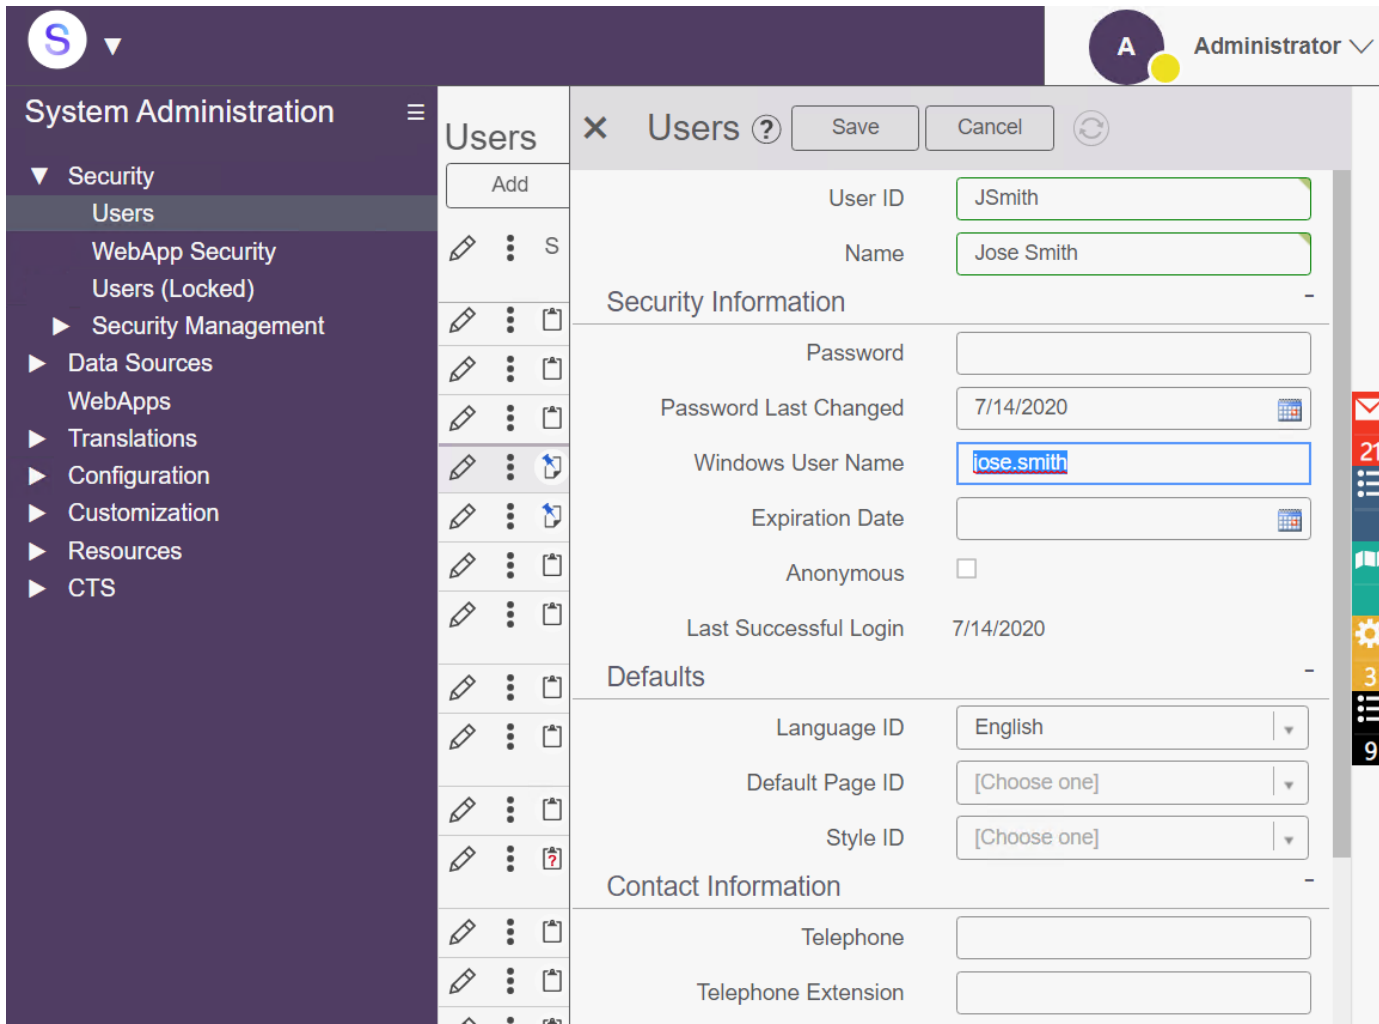 S
A
Administrator
System Administration
Security
Users
WebApp Security
Users (Locked)
Security Management
Data Sources
WebApps
Translations
Configuration
Customization
Resources
CTS
Users
Add
S
Users ? Save Cancel
User ID JSmith
Name Jose Smith
Security Information -
Password
Password Last Changed 7/14/2020
Windows User Name jose.smith
Expiration Date
Anonymous
Last Successful Login 7/14/2020
Defaults -
Language ID English
Default Page ID [Choose one]
Style ID [Choose one]
Contact Information -
Telephone
Telephone Extension
?
21
3
9